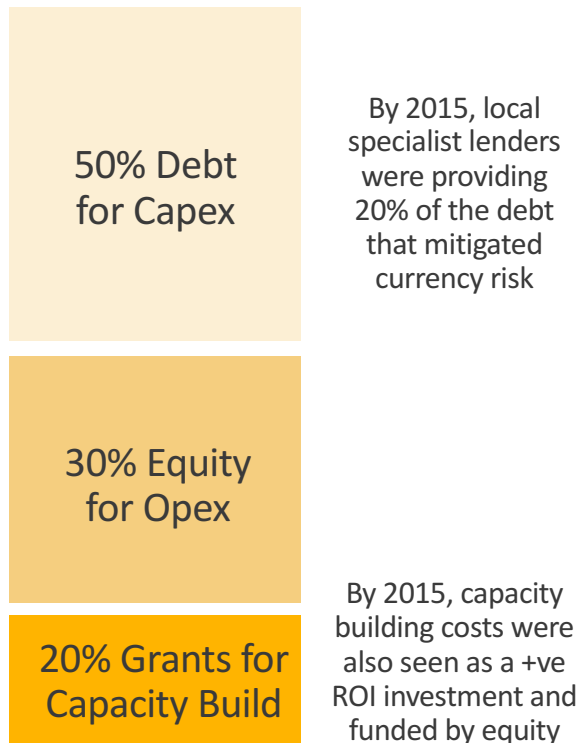 50% Debt
for Capex
By 2015, local
specialist lenders
were providing
20% of the debt
that mitigated
currency risk
30% Equity
for Opex
20% Grants for
Capacity Build
By 2015, capacity
building costs were
also seen as a +ve
ROI investment and
funded by equity